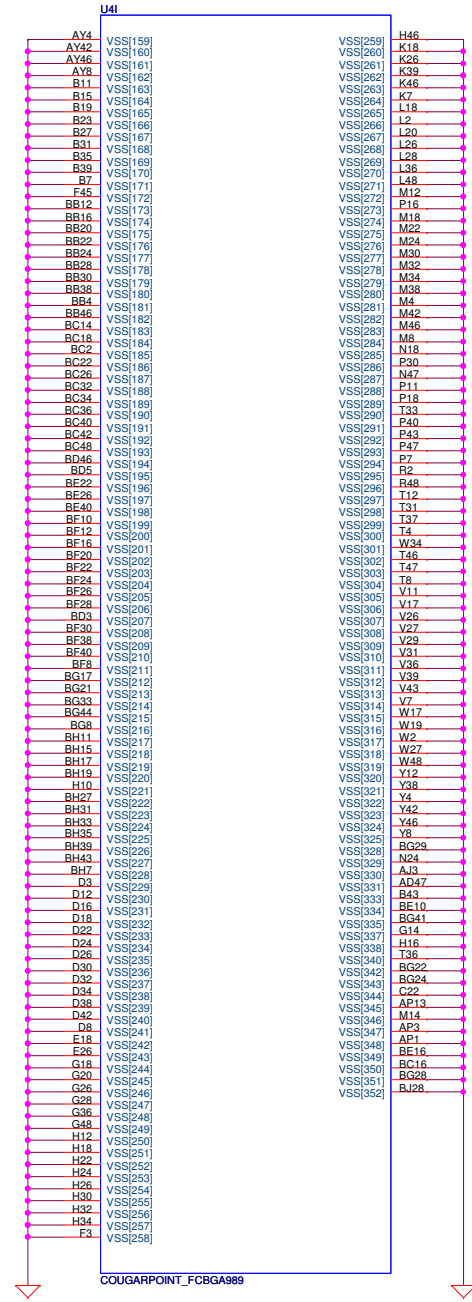 U4I
AY4 VSS[159] VSS[259] H46
AY42 VSS[160] VSS[260] K18
AY46 VSS[161] VSS[261] K26
AY8 VSS[162] VSS[262] K39
B11 VSS[163] VSS[263] K46
B15 VSS[164] VSS[264] K7
B19 VSS[165] VSS[265] L18
B23 VSS[166] VSS[266] L2
B27 VSS[167] VSS[267] L20
B31 VSS[168] VSS[268] L26
B35 VSS[169] VSS[269] L28
B39 VSS[170] VSS[270] L36
B7 VSS[171] VSS[271] L48
F45 VSS[172] VSS[272] M12
BB12 VSS[173] VSS[273] P16
BB16 VSS[174] VSS[274] M18
BB20 VSS[175] VSS[275] M22
BB22 VSS[176] VSS[276] M24
BB24 VSS[177] VSS[277] M30
BB28 VSS[178] VSS[278] M32
BB30 VSS[179] VSS[279] M34
BB38 VSS[180] VSS[280] M38
BB4 VSS[181] VSS[281] M4
BB46 VSS[182] VSS[282] M42
BC14 VSS[183] VSS[283] M46
BC18 VSS[184] VSS[284] M8
BC2 VSS[185] VSS[285] N18
BC22 VSS[186] VSS[286] P30
BC26 VSS[187] VSS[287] N47
BC32 VSS[188] VSS[288] P11
BC34 VSS[189] VSS[289] P18
BC36 VSS[190] VSS[290] T33
BC40 VSS[191] VSS[291] P40
BC42 VSS[192] VSS[292] P43
BC48 VSS[193] VSS[293] P47
BD46 VSS[194] VSS[294] P7
BD5 VSS[195] VSS[295] R2
BE22 VSS[196] VSS[296] R48
BE26 VSS[197] VSS[297] T12
BE40 VSS[198] VSS[298] T31
BF10 VSS[199] VSS[299] T37
BF12 VSS[200] VSS[300] T4
BF16 VSS[201] VSS[301] W34
BF20 VSS[202] VSS[302] T46
BF22 VSS[203] VSS[303] T47
BF24 VSS[204] VSS[304] T8
BF26 VSS[205] VSS[305] V11
BF28 VSS[206] VSS[306] V17
BD3 VSS[207] VSS[307] V26
BF30 VSS[208] VSS[308] V27
BF38 VSS[209] VSS[309] V29
BF40 VSS[210] VSS[310] V31
BF8 VSS[211] VSS[311] V36
BG17 VSS[212] VSS[312] V39
BG21 VSS[213] VSS[313] V43
BG33 VSS[214] VSS[314] V7
BG44 VSS[215] VSS[315] W17
BG8 VSS[216] VSS[316] W19
BH11 VSS[217] VSS[317] W2
BH15 VSS[218] VSS[318] W27
BH17 VSS[219] VSS[319] W48
BH19 VSS[220] VSS[320] Y12
H10 VSS[221] VSS[321] Y38
BH27 VSS[222] VSS[322] Y4
BH31 VSS[223] VSS[323] Y42
BH33 VSS[224] VSS[324] Y46
BH35 VSS[225] VSS[325] Y8
BH39 VSS[226] VSS[328] BG29
BH43 VSS[227] VSS[329] N24
BH7 VSS[228] VSS[330] AJ3
D3 VSS[229] VSS[331] AD47
D12 VSS[230] VSS[333] B43
D16 VSS[231] VSS[334] BE10
D18 VSS[232] VSS[335] BG41
D22 VSS[233] VSS[337] G14
D24 VSS[234] VSS[338] H16
D26 VSS[235] VSS[340] T36
D30 VSS[236] VSS[342] BG22
D32 VSS[237] VSS[343] BG24
D34 VSS[238] VSS[344] C22
D38 VSS[239] VSS[345] AP13
D42 VSS[240] VSS[346] M14
D8 VSS[241] VSS[347] AP3
E18 VSS[242] VSS[348] AP1
E26 VSS[243] VSS[349] BE16
G18 VSS[244] VSS[350] BC16
G20 VSS[245] VSS[351] BG28
G26 VSS[246] VSS[352] BJ28
G28 VSS[247]
G36 VSS[248]
G48 VSS[249]
H12 VSS[250]
H18 VSS[251]
H22 VSS[252]
H24 VSS[253]
H26 VSS[254]
H30 VSS[255]
H32 VSS[256]
H34 VSS[257]
F3 VSS[258]
COUGARPOINT_FCBGA989